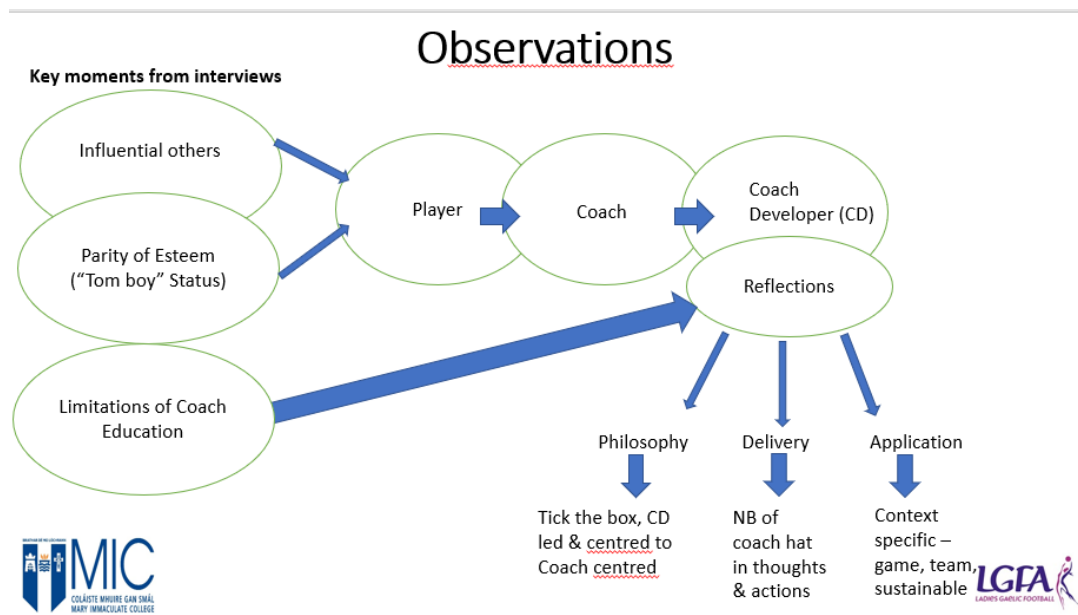 Observations
Key moments from interviews
Influential others
Parity of Esteem
(“Tom boy” Status)
Limitations of Coach
Education
Player
Coach
Coach
Developer (CD)
Reflections
Philosophy
Delivery
Application
Tick the box, CD
led & centred to
Coach centred
NB of
coach hat
in thoughts
& actions
Context
specific –
game, team,
sustainable
MIC
COLÁISTE MHUIRE GAN SMÁL
MARY IMMACULATE COLLEGE
LGFA
LADIES GAELIC FOOTBALL